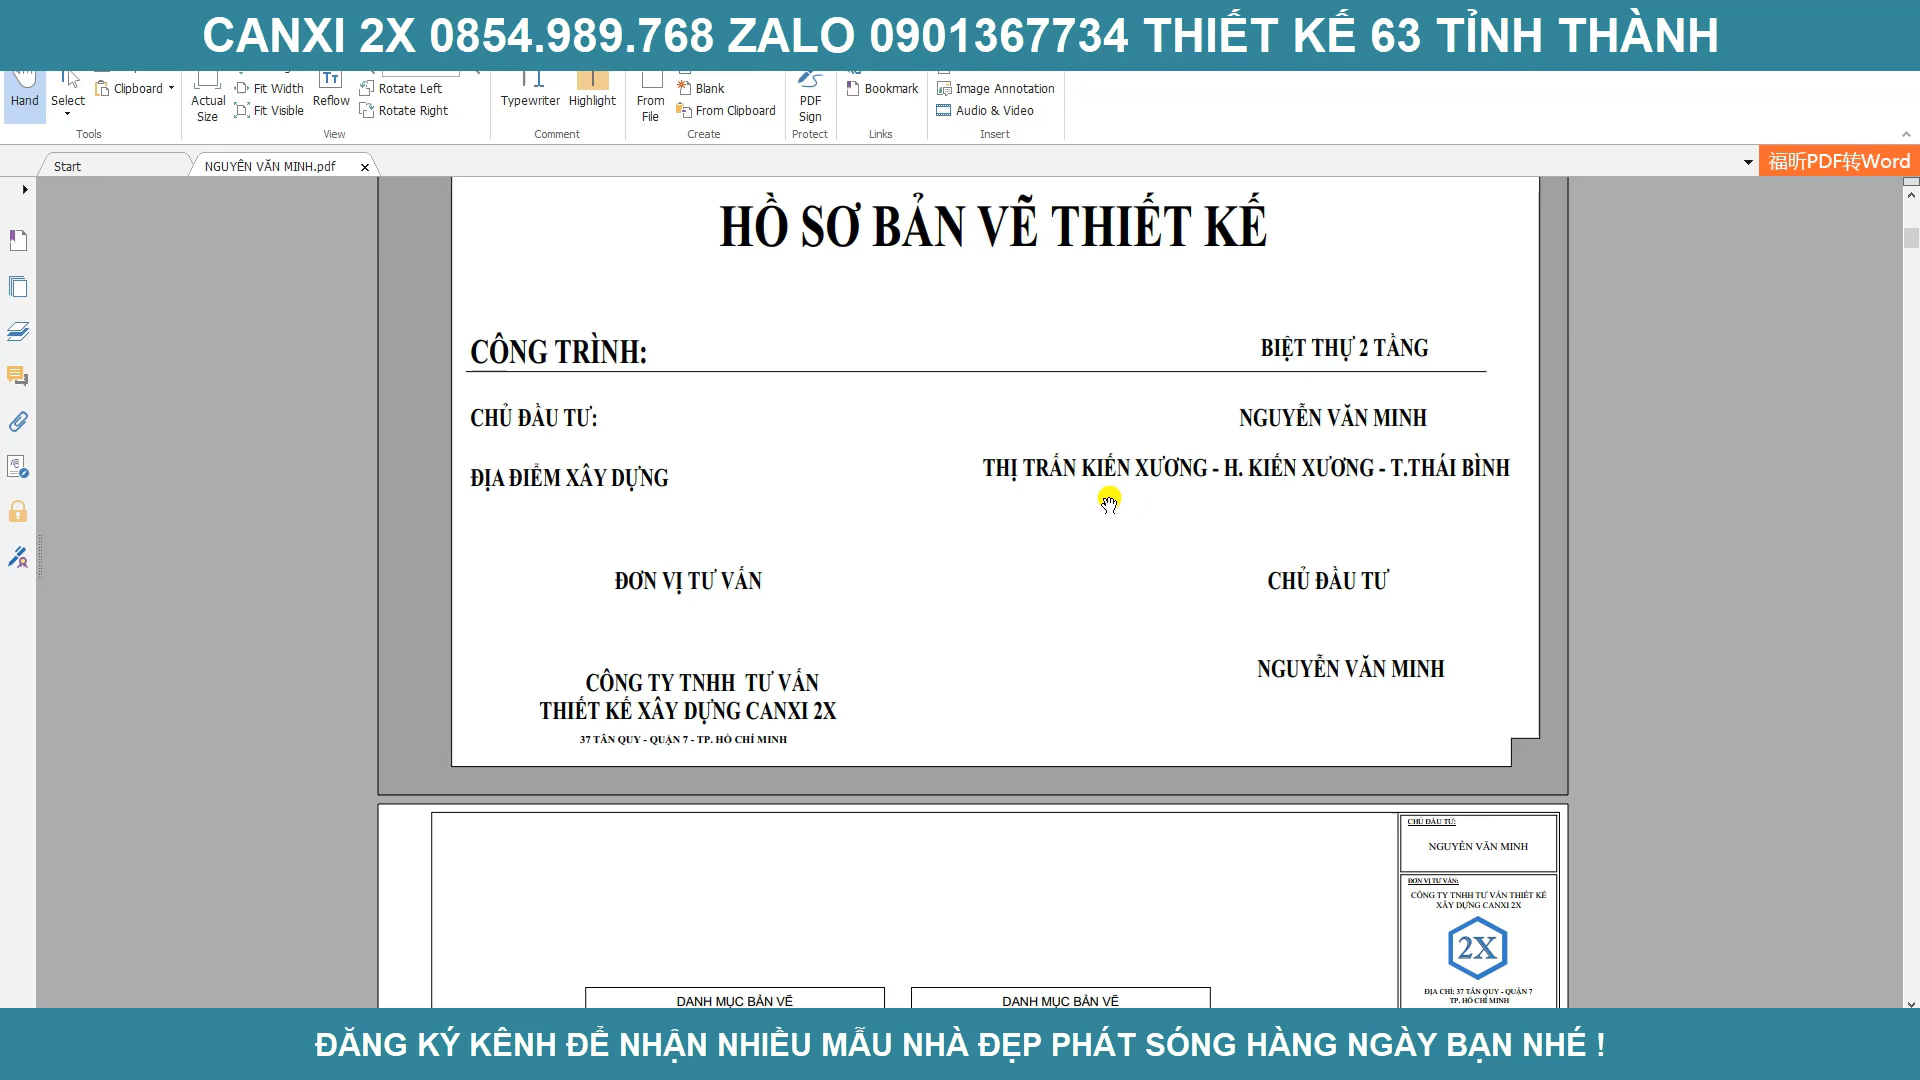 CANXI 2X 0854.989.768 ZALO 0901367734 THIẾT KẾ 63 TỈNH THÀNH
Hand
Select
Clipboard
Tools
Actual
Size
Fit Width
Fit Visible
Reflow
Rotate Left
Rotate Right
View
Typewriter
Highlight
Comment
From
File
Blank
From Clipboard
Create
PDF
Sign
Protect
Bookmark
Links
Image Annotation
Audio & Video
Insert
Start
NGUYỄN VĂN MINH.pdf
福昕PDF转Word
HỒ SƠ BẢN VẼ THIẾT KẾ
CÔNG TRÌNH:
BIỆT THỰ 2 TẦNG
CHỦ ĐẦU TƯ:
NGUYỄN VĂN MINH
ĐỊA ĐIỂM XÂY DỰNG
THỊ TRẤN KIẾN XƯƠNG - H. KIẾN XƯƠNG - T.THÁI BÌNH
ĐƠN VỊ TƯ VẤN
CHỦ ĐẦU TƯ
CÔNG TY TNHH TƯ VẤN
THIẾT KẾ XÂY DỰNG CANXI 2X
37 TÂN QUY - QUẬN 7 - TP. HỒ CHÍ MINH
NGUYỄN VĂN MINH
CHỦ ĐẦU TƯ:
NGUYỄN VĂN MINH
ĐƠN VỊ TƯ VẤN:
CÔNG TY TNHH TƯ VẤN THIẾT KẾ
XÂY DỰNG CANXI 2X
2X
ĐỊA CHỈ: 37 TÂN QUY - QUẬN 7
TP. HỒ CHÍ MINH
DANH MỤC BẢN VẼ
DANH MỤC BẢN VẼ
ĐĂNG KÝ KÊNH ĐỂ NHẬN NHIỀU MẪU NHÀ ĐẸP PHÁT SÓNG HÀNG NGÀY BẠN NHÉ !